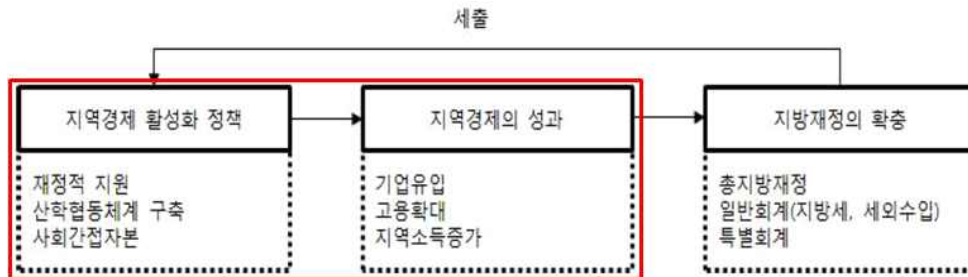 세출
지역경제 활성화 정책
지역경제의 성과
지방재정의 확충
재정적 지원
산학협동체계 구축
사회간접자본
기업유입
고용확대
지역소득증가
총지방재정
일반회계(지방세, 세외수입)
특별회계